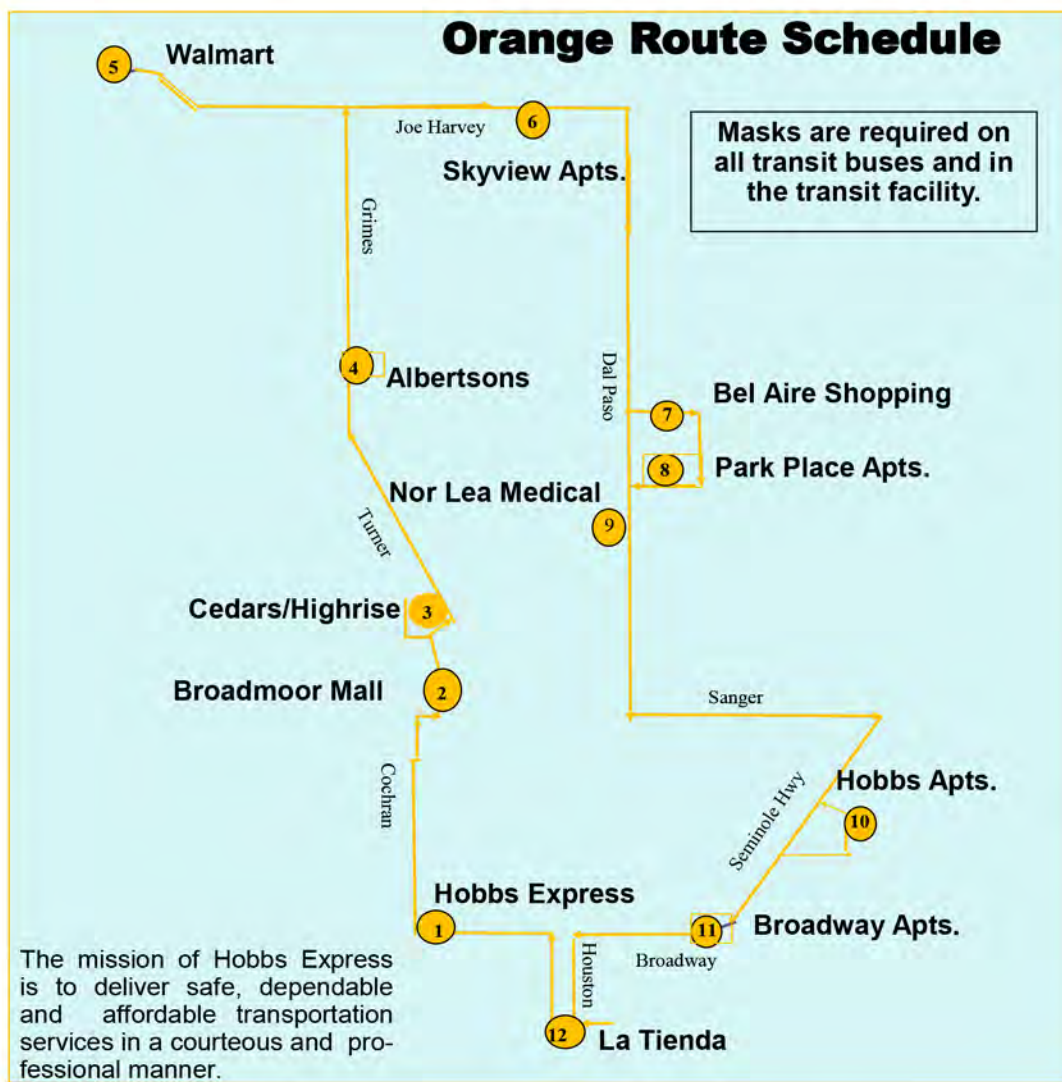 Orange Route Schedule
5
Walmart
6
Joe Harvey
Skyview Apts.
Masks are required on
all transit buses and in
the transit facility.
Grimes
4
Albertsons
Dal Paso
Bel Aire Shopping
7
8
Park Place Apts.
Nor Lea Medical
9
Turner
Cedars/Highrise
3
Broadmoor Mall
2
Sanger
Cochran
Hobbs Apts.
10
Seminole Hwy
Hobbs Express
1
11
Broadway Apts.
Broadway
Houston
12
La Tienda
The mission of Hobbs Express
is to deliver safe, dependable
and affordable transportation
services in a courteous and pro-
fessional manner.